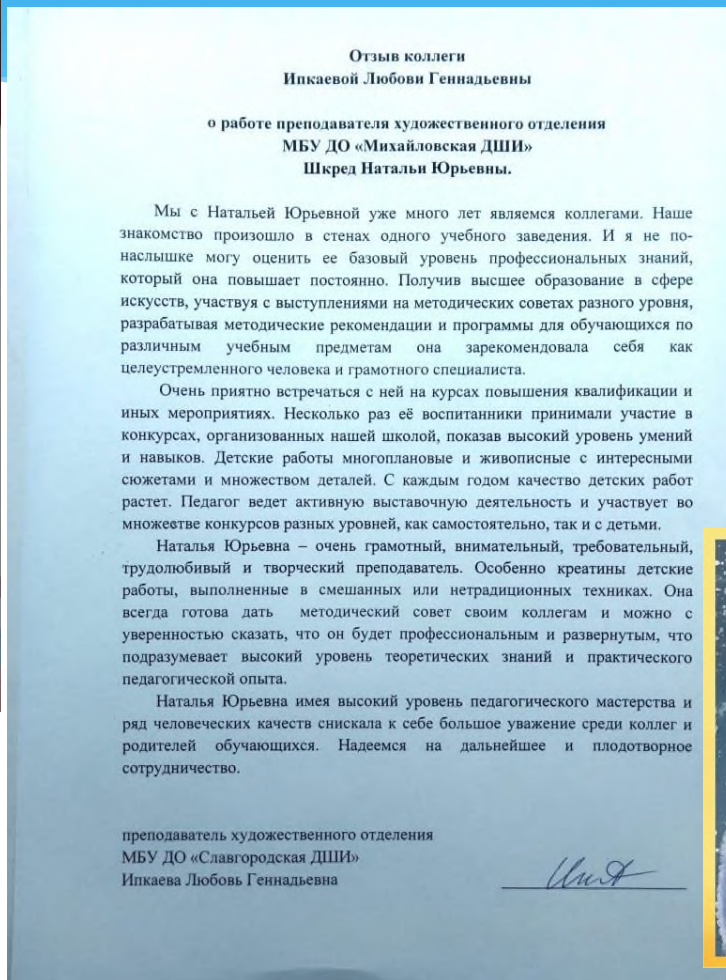 Отзыв коллеги
Ипкаевой Любови Геннадьевны
о работе преподавателя художественного отделения
МБУ ДО «Михайловская ДШИ»
Шкред Натальи Юрьевны.
Мы с Натальей Юрьевной уже много лет являемся коллегами. Наше
знакомство произошло в стенах одного учебного заведения. И я не по-
наслышке могу оценить ее базовый уровень профессиональных знаний,
который она повышает постоянно. Получив высшее образование в сфере
искусств, участвуя с выступлениями на методических советах разного уровня,
разрабатывая методические рекомендации и программы для обучающихся по
различным учебным предметам она зарекомендовала себя как
целеустремленного человека и грамотного специалиста.
Очень приятно встречаться с ней на курсах повышения квалификации и
иных мероприятиях. Несколько раз её воспитанники принимали участие в
конкурсах, организованных нашей школой, показав высокий уровень умений
и навыков. Детские работы многоплановые и живописные с интересными
сюжетами и множеством деталей. С каждым годом качество детских работ
растет. Педагог ведет активную выставочную деятельность и участвует во
множестве конкурсов разных уровней, как самостоятельно, так и с детьми.
Наталья Юрьевна – очень грамотный, внимательный, требовательный,
трудолюбивый и творческий преподаватель. Особенно креатины детские
работы, выполненные в смешанных или нетрадиционных техниках. Она
всегда готова дать методический совет своим коллегам и можно с
уверенностью сказать, что он будет профессиональным и развернутым, что
подразумевает высокий уровень теоретических знаний и практического
педагогической опыта.
Наталья Юрьевна имея высокий уровень педагогического мастерства и
ряд человеческих качеств снискала к себе большое уважение среди коллег и
родителей обучающихся. Надеемся на дальнейшее и плодотворное
сотрудничество.
преподаватель художественного отделения
МБУ ДО «Славгородская ДШИ»
Ипкаева Любовь Геннадьевна